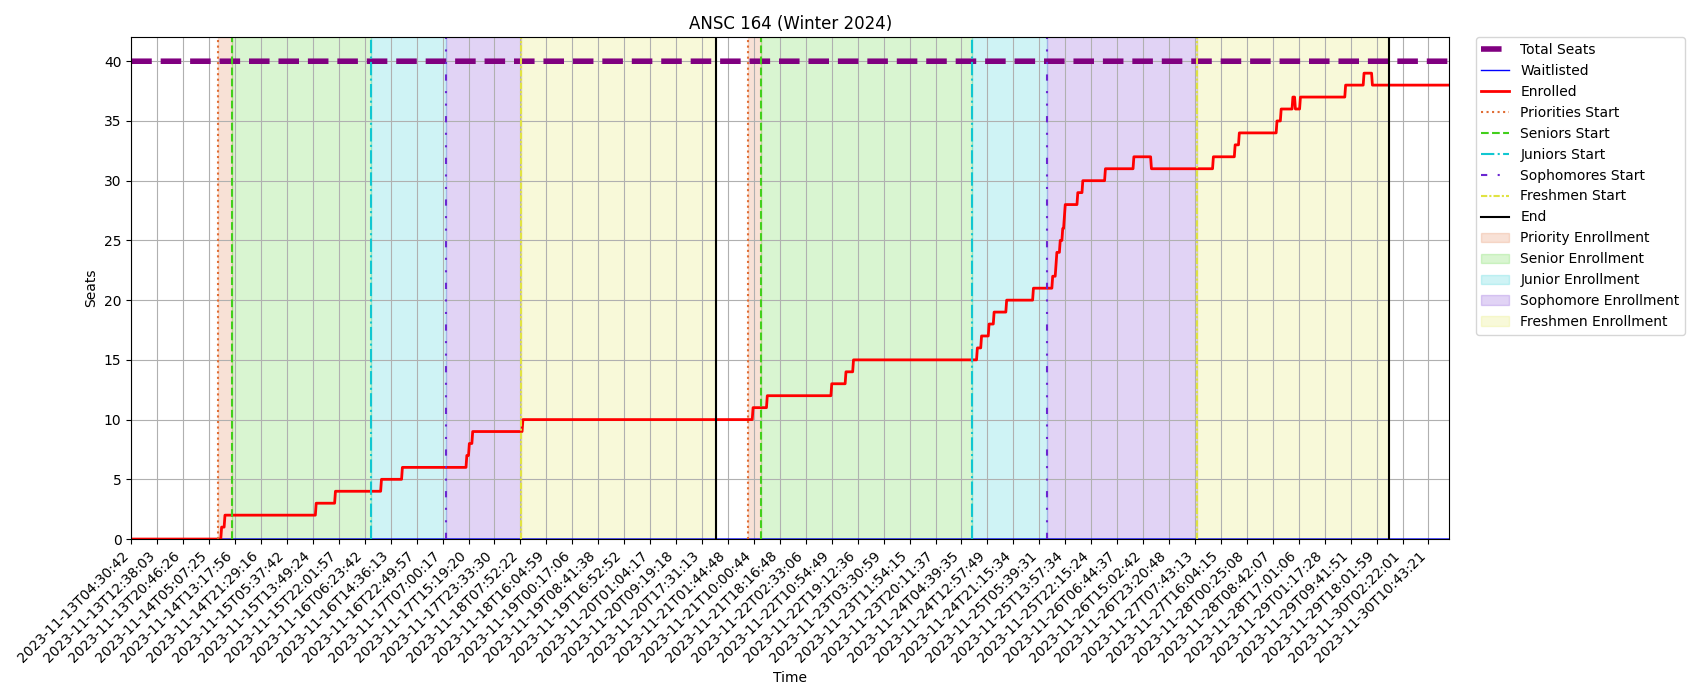 ANSC 164 (Winter 2024)
Seats
40
35
30
25
20
15
10
5
0
2023-11-13T04:30:42
2023-11-13T12:38:03
2023-11-13T20:46:26
2023-11-14T05:07:25
2023-11-14T13:17:56
2023-11-14T21:29:16
2023-11-15T05:37:42
2023-11-15T13:49:24
2023-11-15T22:01:57
2023-11-16T06:23:42
2023-11-16T14:36:13
2023-11-16T22:49:57
2023-11-17T07:00:17
2023-11-17T15:19:20
2023-11-17T23:33:30
2023-11-18T07:52:22
2023-11-18T16:04:59
2023-11-19T00:17:06
2023-11-19T08:41:38
2023-11-19T16:52:52
2023-11-20T01:04:17
2023-11-20T09:19:18
2023-11-20T17:31:13
2023-11-21T01:44:48
2023-11-21T10:00:44
2023-11-21T18:16:48
2023-11-22T02:33:06
2023-11-22T10:54:49
2023-11-22T19:12:36
2023-11-23T03:30:59
2023-11-23T11:54:15
2023-11-23T20:11:37
2023-11-24T04:39:35
2023-11-24T12:57:49
2023-11-24T21:15:34
2023-11-25T05:39:31
2023-11-25T13:57:34
2023-11-25T22:15:24
2023-11-26T06:44:37
2023-11-26T15:02:42
2023-11-26T23:20:48
2023-11-27T07:43:13
2023-11-27T16:04:15
2023-11-28T00:25:08
2023-11-28T08:42:07
2023-11-28T17:01:06
2023-11-29T01:17:28
2023-11-29T09:41:51
2023-11-29T18:01:59
2023-11-30T02:22:01
2023-11-30T10:43:21
Time
Total Seats
Waitlisted
Enrolled
Priorities Start
Seniors Start
Juniors Start
Sophomores Start
Freshmen Start
End
Priority Enrollment
Senior Enrollment
Junior Enrollment
Sophomore Enrollment
Freshmen Enrollment